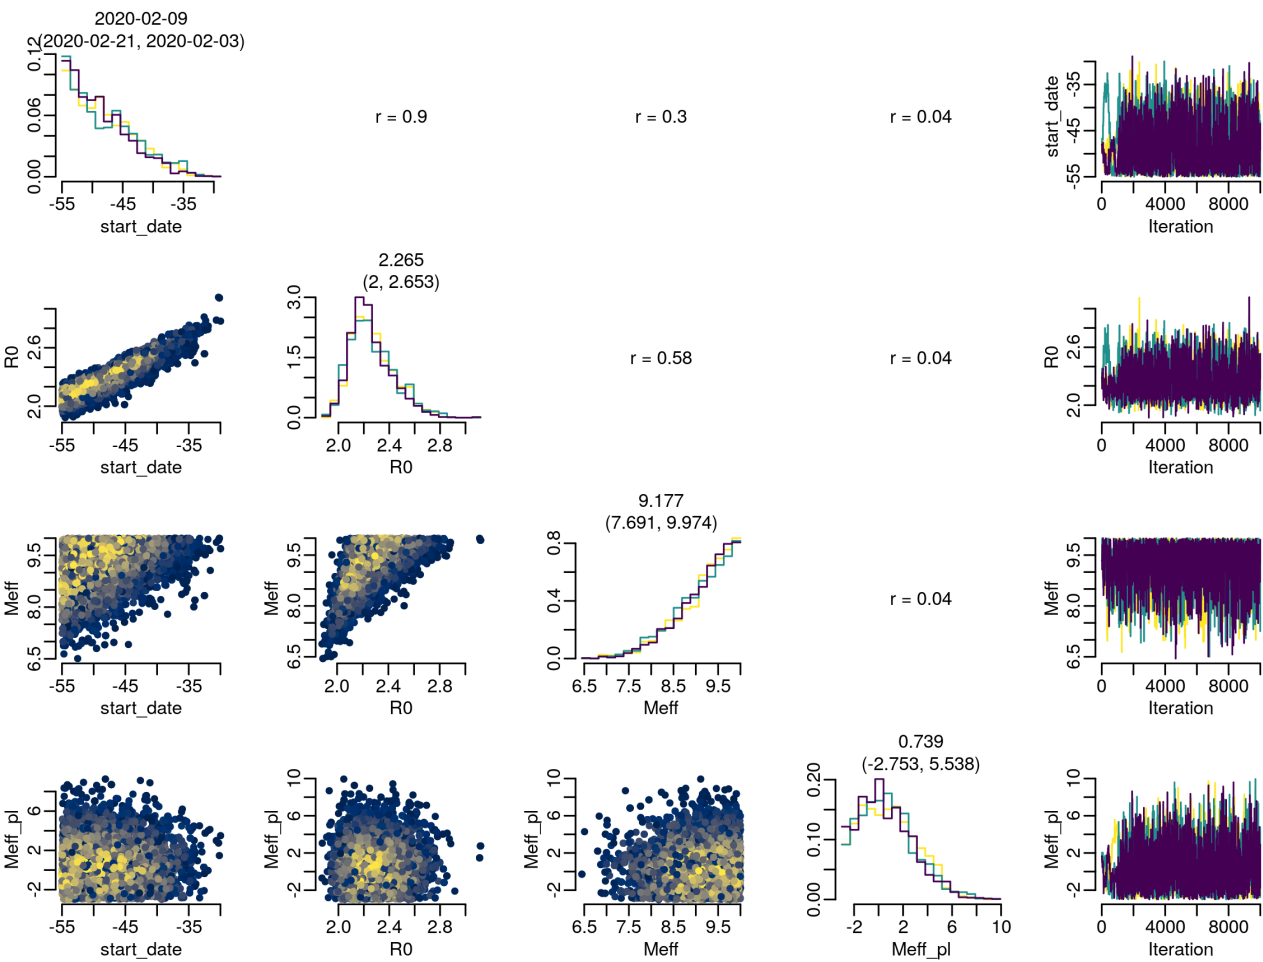 2020-02-09
(2020-02-21, 2020-02-03)
0.00 0.06 0.12
-55 -45 -35
start_date
r = 0.9
r = 0.3
r = 0.04
start_date
-55 -45 -35
0 4000 8000
Iteration
R0
2.0 2.6
-55 -45 -35
start_date
2.265
(2, 2.653)
0.0 1.5 3.0
2.0 2.4 2.8
R0
r = 0.58
r = 0.04
R0
2.0 2.6
0 4000 8000
Iteration
Meff
6.5 8.0 9.5
-55 -45 -35
start_date
Meff
6.5 8.0 9.5
2.0 2.4 2.8
R0
9.177
(7.691, 9.974)
0.0 0.4 0.8
6.5 7.5 8.5 9.5
Meff
r = 0.04
Meff
6.5 8.0 9.5
0 4000 8000
Iteration
Meff_pl
-2 2 6
-55 -45 -35
start_date
Meff_pl
-2 2 6 10
2.0 2.4 2.8
R0
Meff_pl
-2 2 6 10
6.5 7.5 8.5 9.5
Meff
0.739
(-2.753, 5.538)
0.00 0.10 0.20
-2 2 6 10
Meff_pl
Meff_pl
-2 2 6 10
0 4000 8000
Iteration